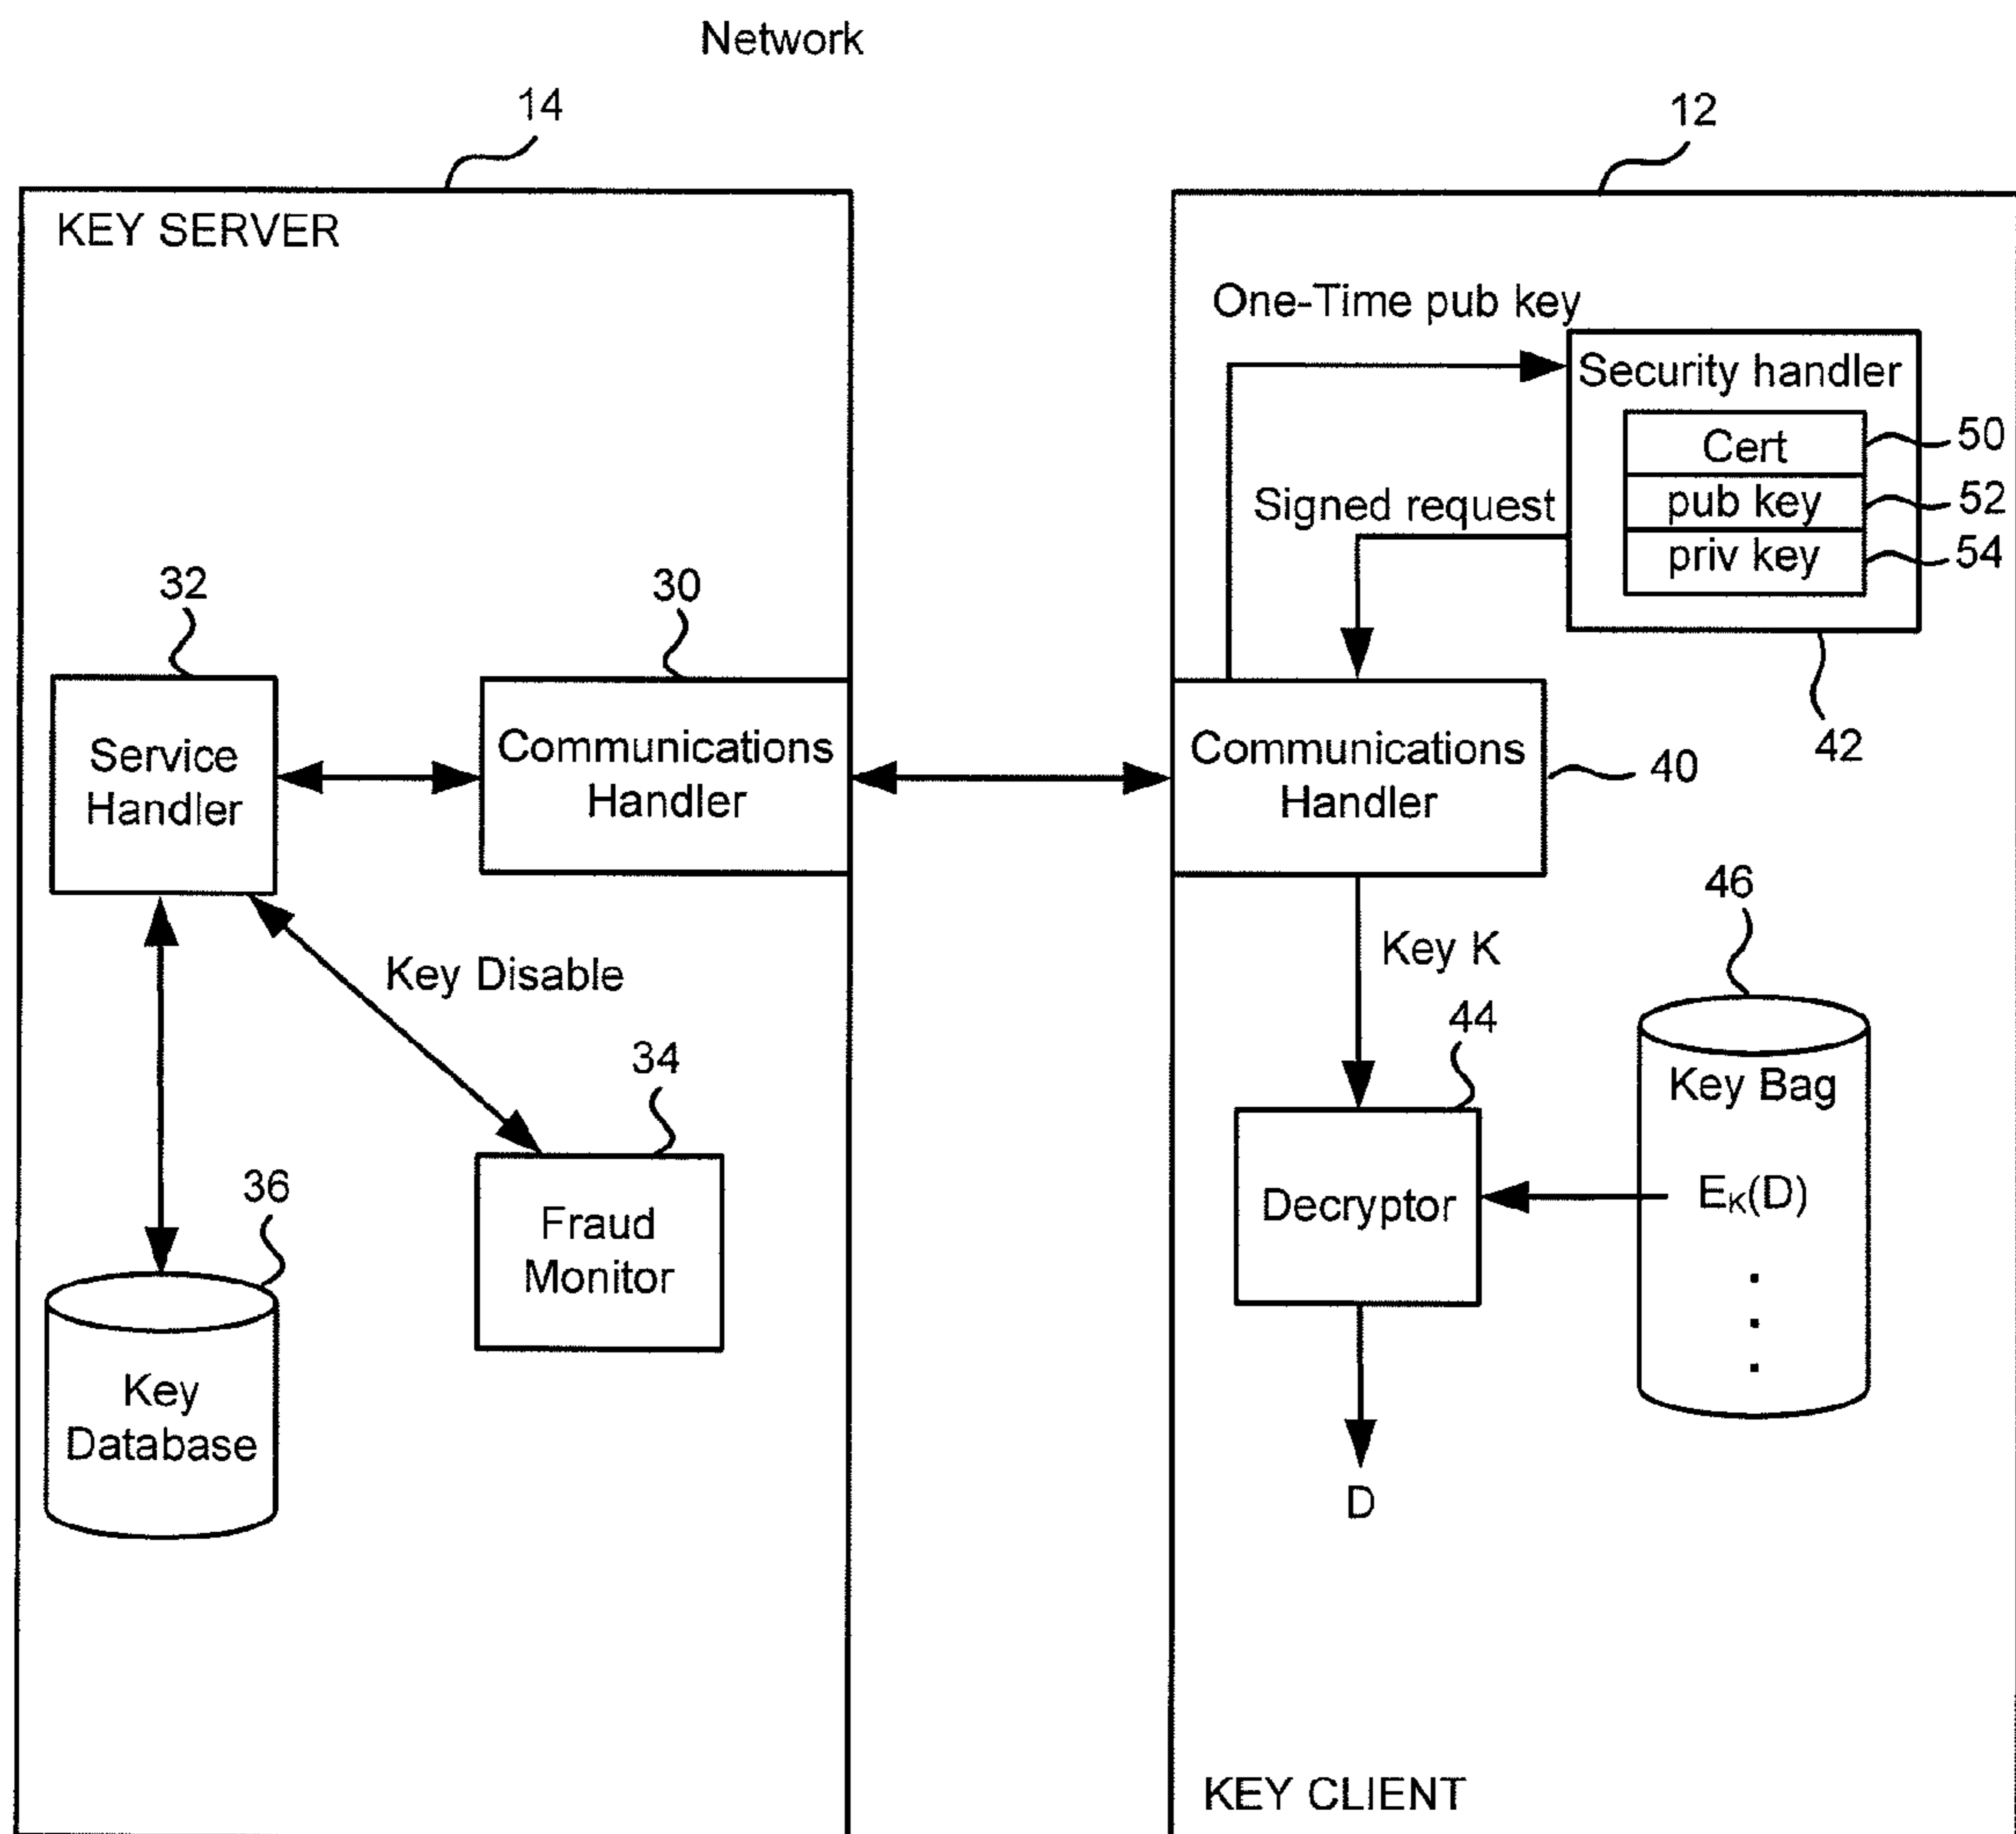 Network
14
12
KEY SERVER
One-Time pub key
Security handler
Cert
50
pub key
52
priv key
54
Signed request
42
32
30
Service
Handler
Communications
Handler
Communications
Handler
40
Key Disable
Key K
46
44
34
Key Bag
Decryptor
EK(D)
36
Fraud
Monitor
Key
Database
D
KEY CLIENT